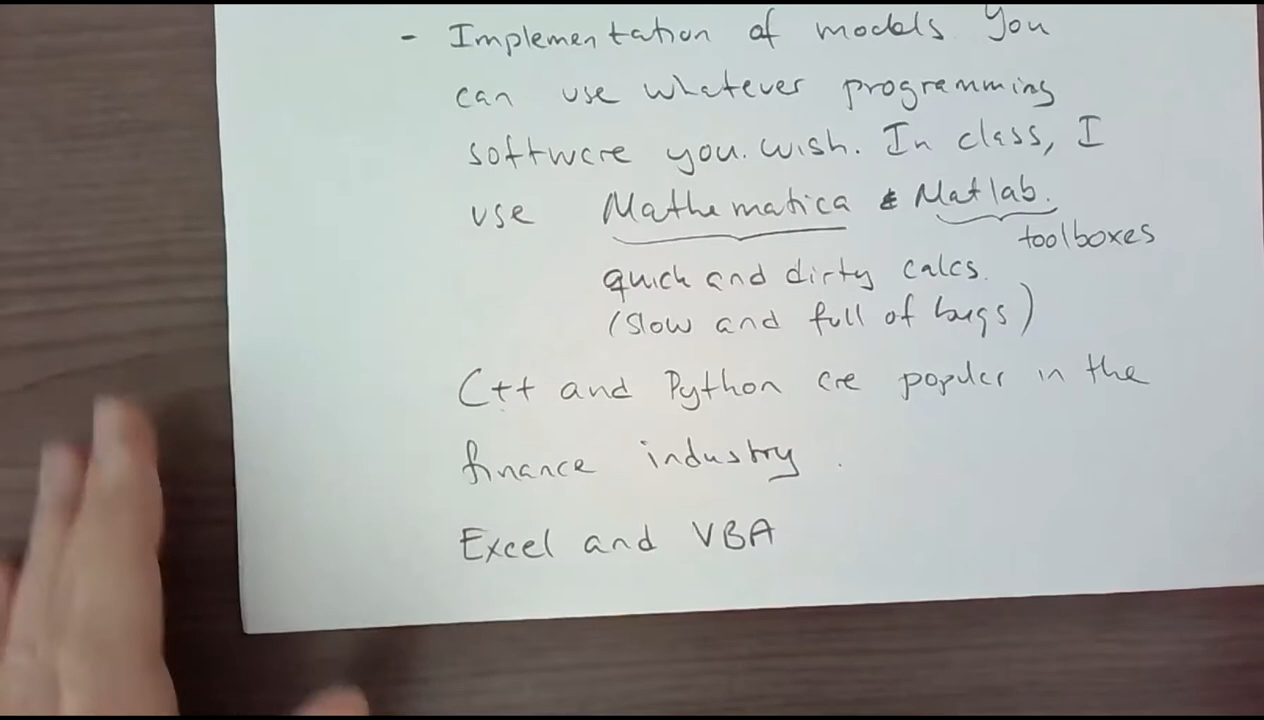 - Implementation of models You
can use whatever programming
software you wish. In class, I
use Mathematica & Matlab.
toolboxes
quick and dirty calcs.
(slow and full of bugs)
C++ and Python are popular in the
finance industry.
Excel and VBA